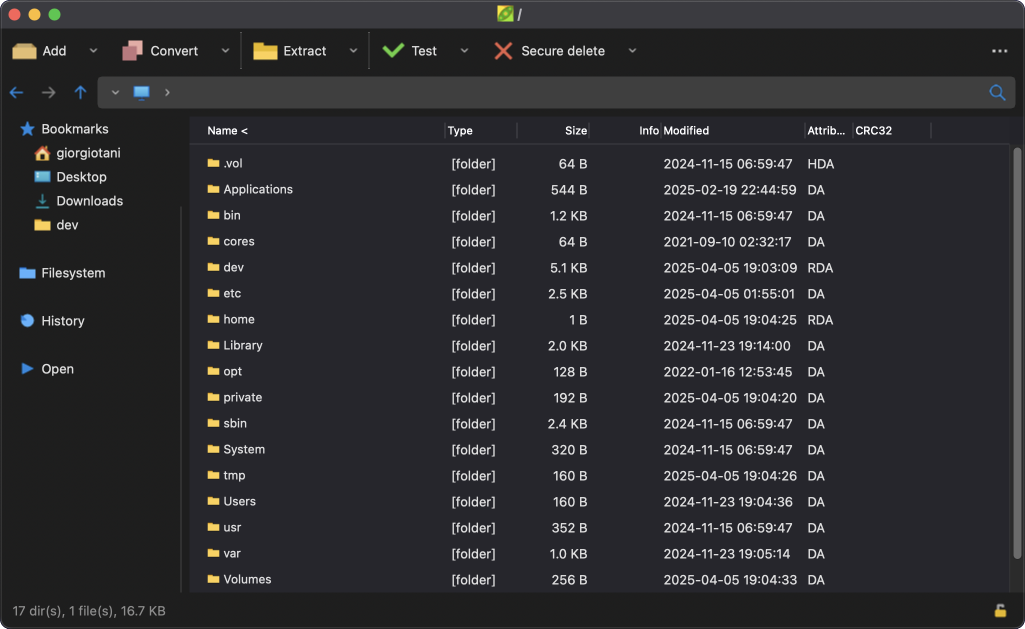 /
Add Convert Extract Test Secure delete
Bookmarks
giorgiotani
Desktop
Downloads
dev
Filesystem
History
Open
Name < Type Size Info Modified Attrib... CRC32
.vol [folder] 64 B 2024-11-15 06:59:47 HDA
Applications [folder] 544 B 2025-02-19 22:44:59 DA
bin [folder] 1.2 KB 2024-11-15 06:59:47 DA
cores [folder] 64 B 2021-09-10 02:32:17 DA
dev [folder] 5.1 KB 2025-04-05 19:03:09 RDA
etc [folder] 2.5 KB 2025-04-05 01:55:01 DA
home [folder] 1 B 2025-04-05 19:04:25 RDA
Library [folder] 2.0 KB 2024-11-23 19:14:00 DA
opt [folder] 128 B 2022-01-16 12:53:45 DA
private [folder] 192 B 2025-04-05 19:04:20 DA
sbin [folder] 2.4 KB 2024-11-15 06:59:47 DA
System [folder] 320 B 2024-11-15 06:59:47 DA
tmp [folder] 160 B 2025-04-05 19:04:26 DA
Users [folder] 160 B 2024-11-23 19:04:36 DA
usr [folder] 352 B 2024-11-15 06:59:47 DA
var [folder] 1.0 KB 2024-11-23 19:05:14 DA
Volumes [folder] 256 B 2025-04-05 19:04:33 DA
17 dir(s), 1 file(s), 16.7 KB